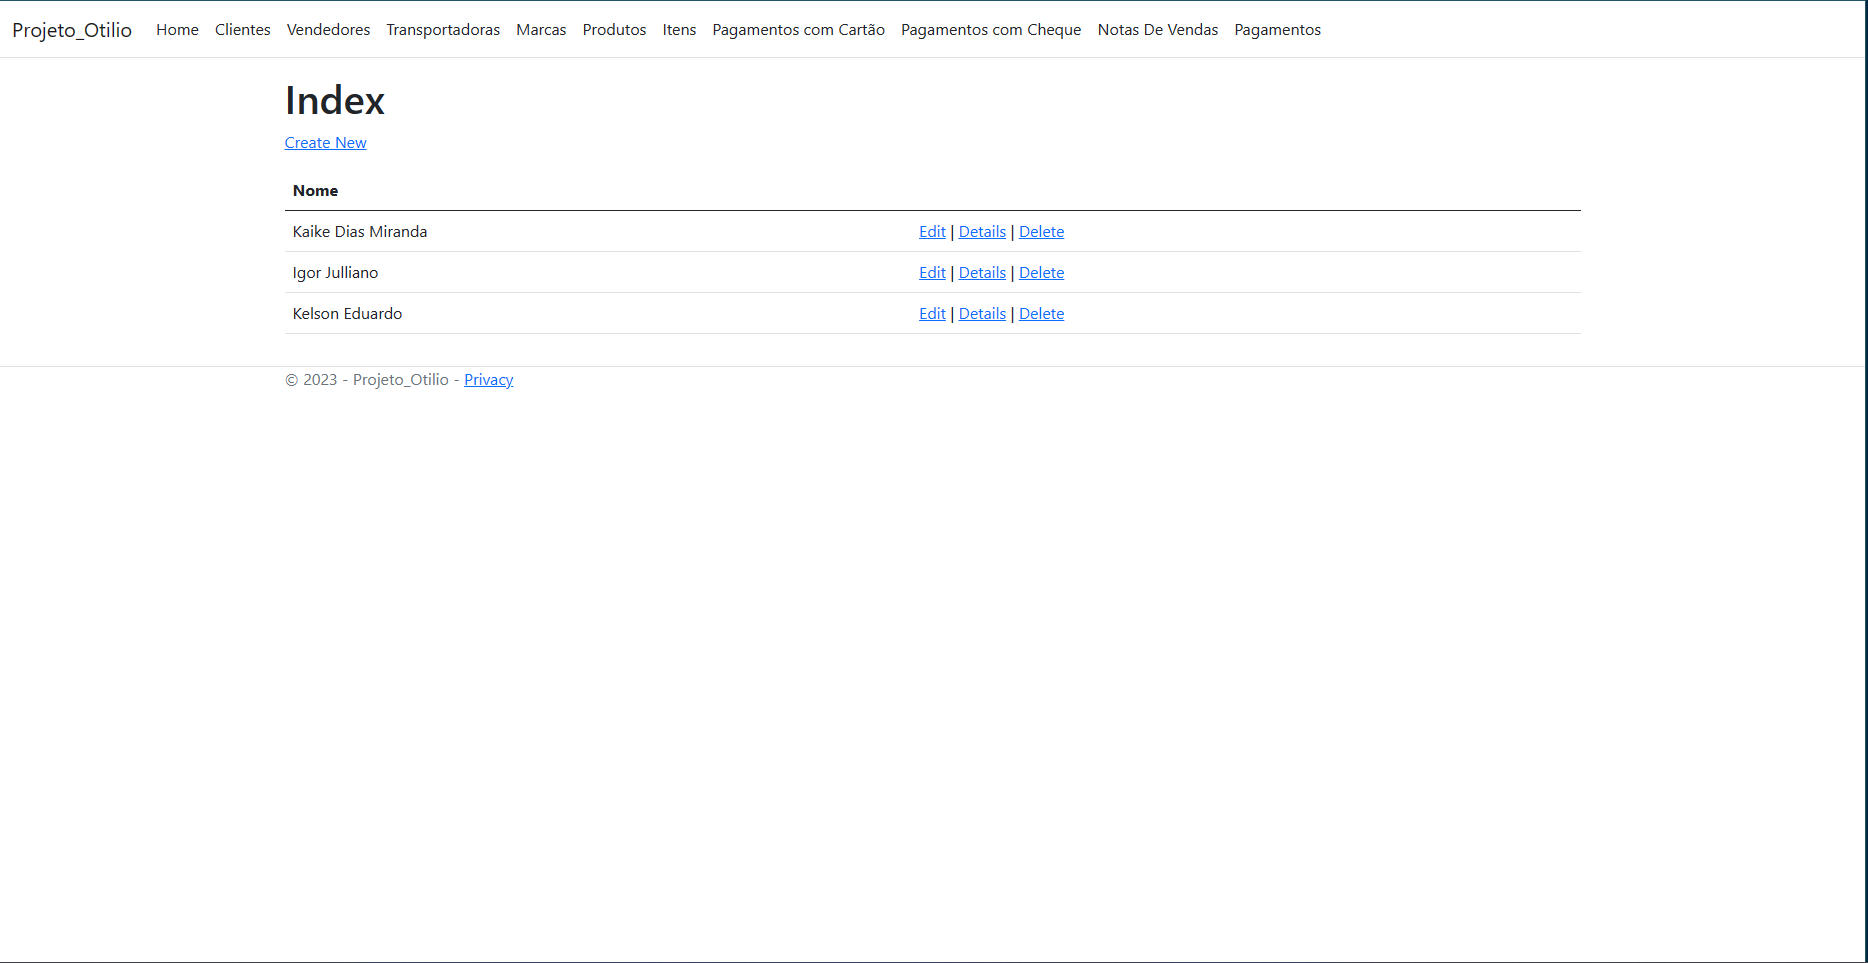 Projeto_Otilio Home Clientes Vendedores Transportadoras Marcas Produtos Itens Pagamentos com Cartão Pagamentos com Cheque Notas De Vendas Pagamentos
Index
Create New
Nome
Kaike Dias Miranda Edit | Details | Delete
Igor Julliano Edit | Details | Delete
Kelson Eduardo Edit | Details | Delete
© 2023 - Projeto_Otilio - Privacy